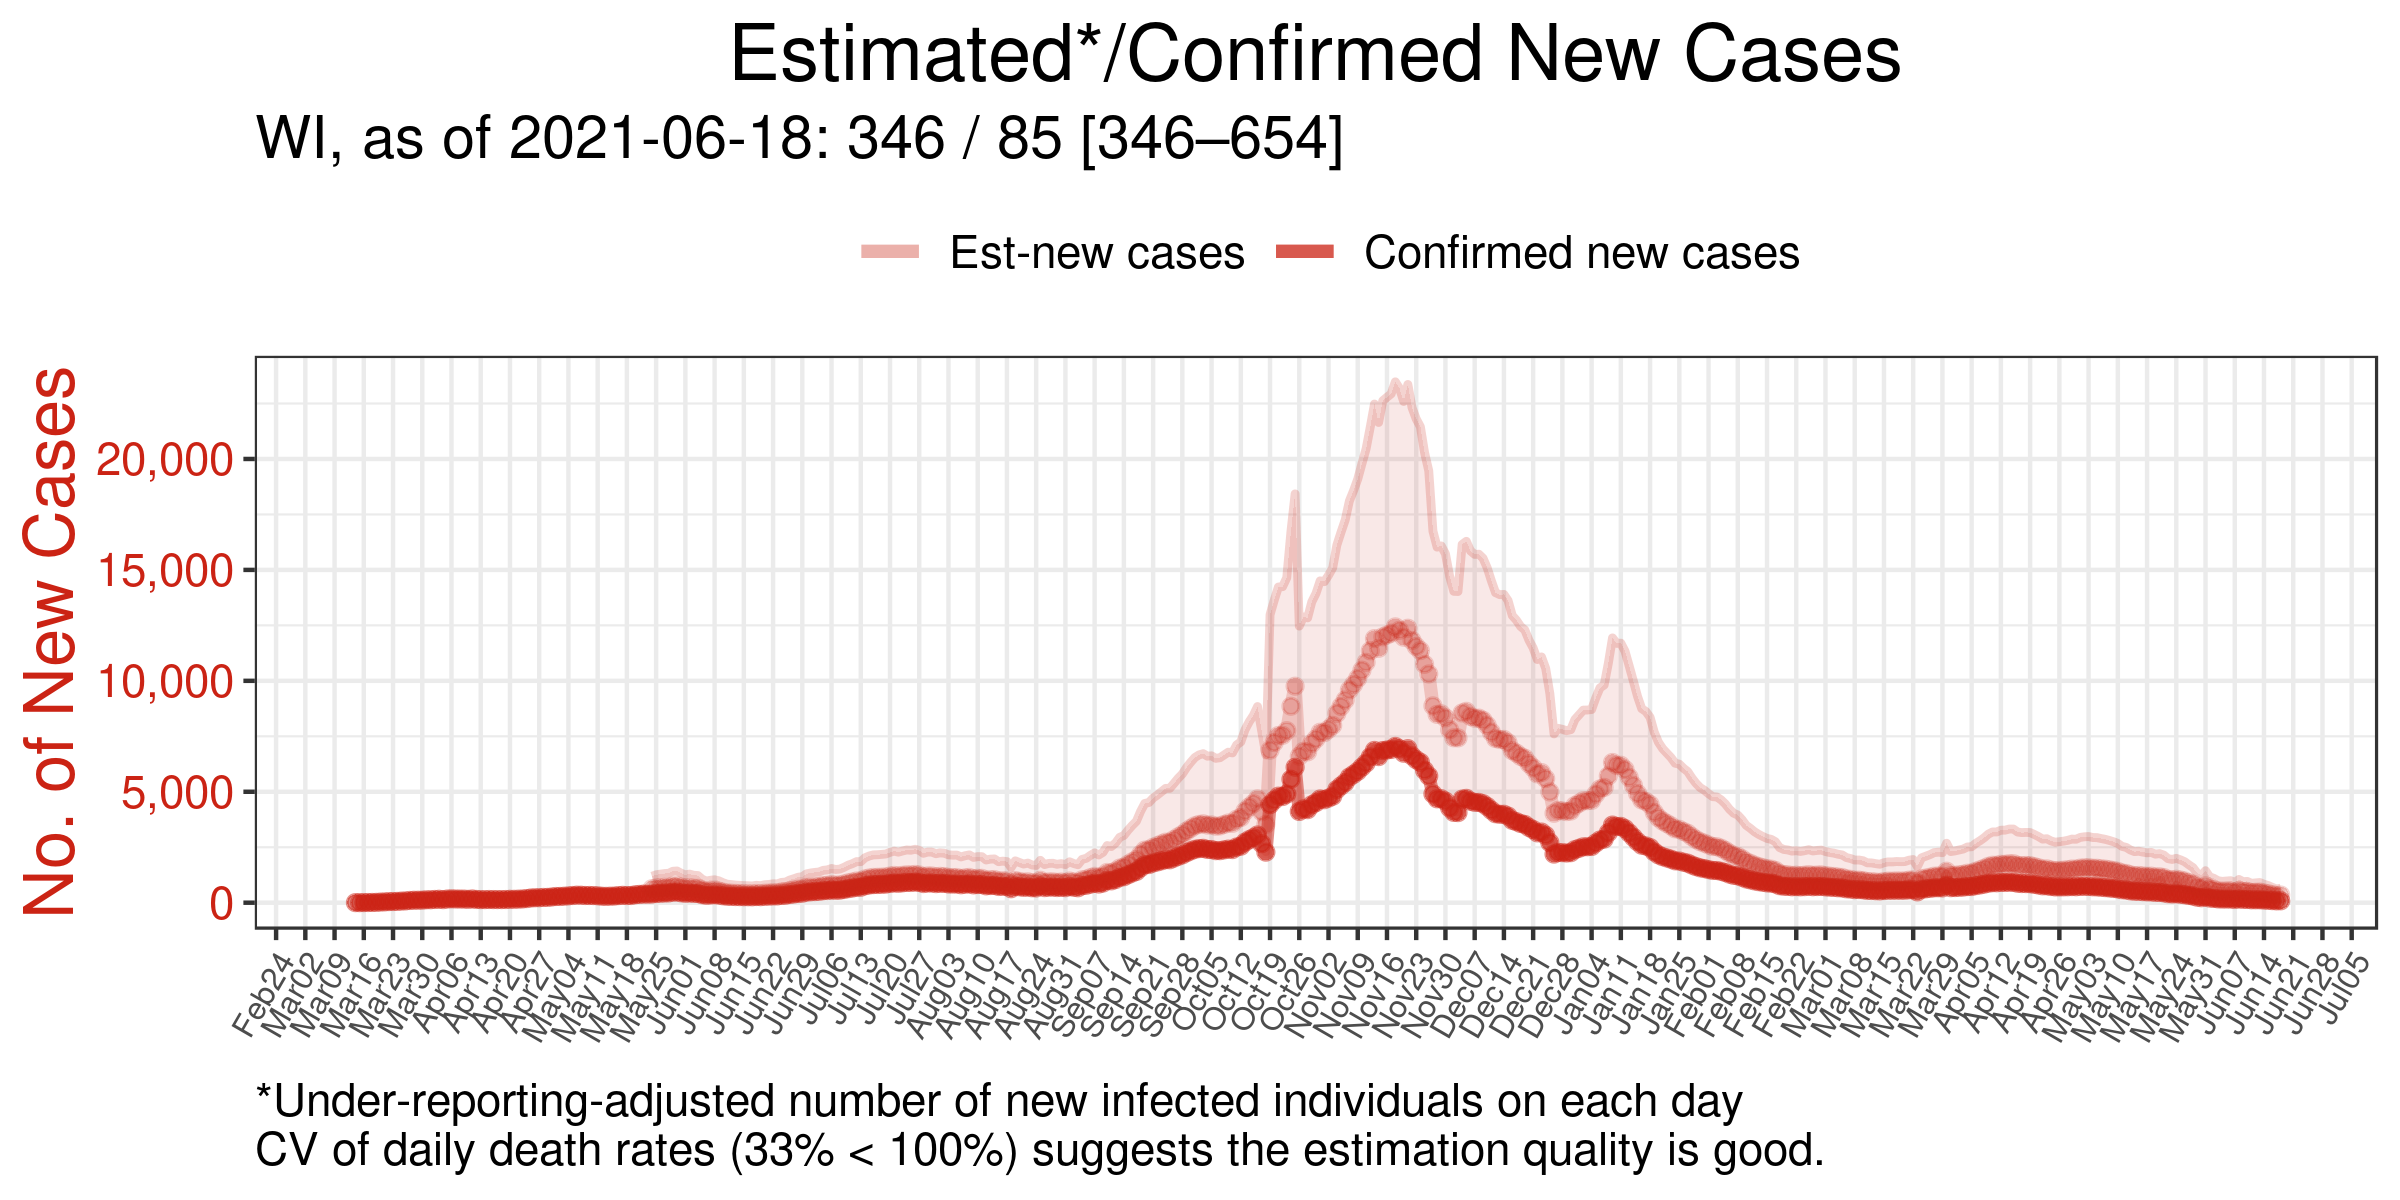 Estimated*/Confirmed New Cases
WI, as of 2021-06-18: 346 / 85 [346–654]
Est-new cases Confirmed new cases
No. of New Cases
20,000
15,000
10,000
5,000
0
Feb24 Mar02 Mar09 Mar16 Mar23 Mar30 Apr06 Apr13 Apr20 Apr27 May04 May11 May18 May25 Jun01 Jun08 Jun15 Jun22 Jun29 Jul06 Jul13 Jul20 Jul27 Aug03 Aug10 Aug17 Aug24 Aug31 Sep07 Sep14 Sep21 Sep28 Oct05 Oct12 Oct19 Oct26 Nov02 Nov09 Nov16 Nov23 Nov30 Dec07 Dec14 Dec21 Dec28 Jan04 Jan11 Jan18 Jan25 Feb01 Feb08 Feb15 Feb22 Mar01 Mar08 Mar15 Mar22 Mar29 Apr05 Apr12 Apr19 Apr26 May03 May10 May17 May24 May31 Jun07 Jun14 Jun21 Jun28 Jul05
*Under-reporting-adjusted number of new infected individuals on each day
CV of daily death rates (33% < 100%) suggests the estimation quality is good.